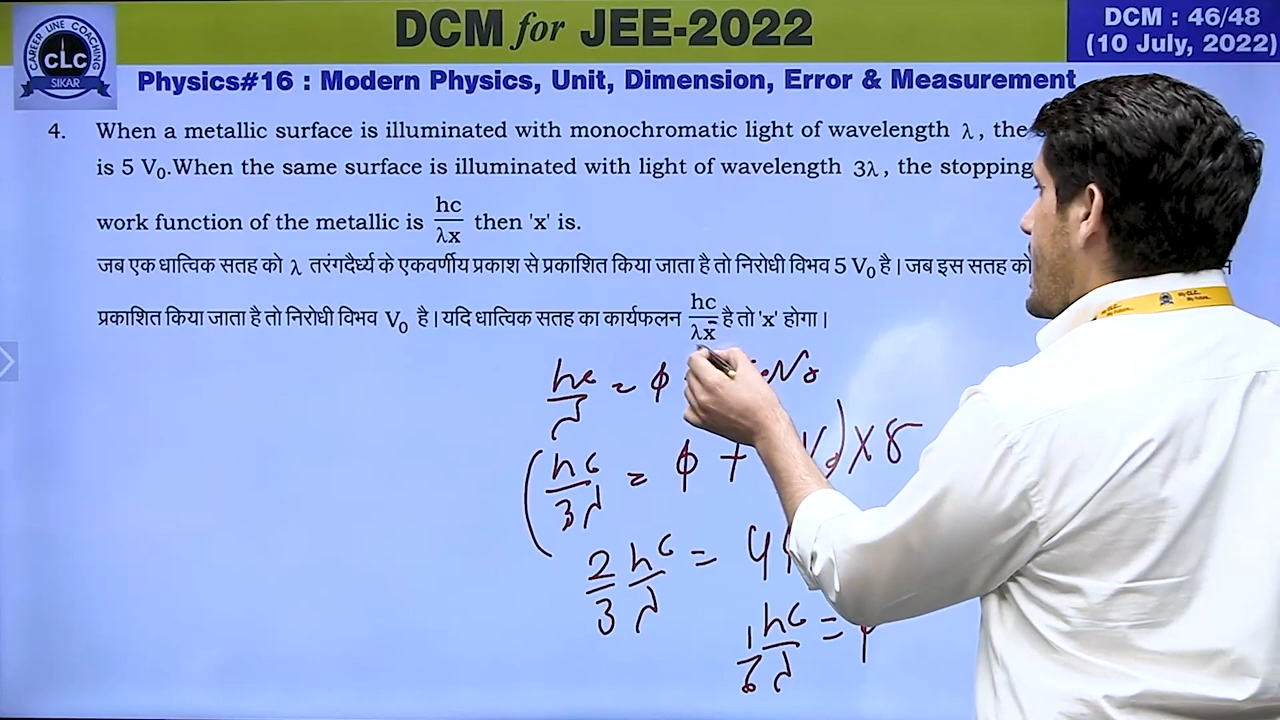 DCM for JEE-2022
DCM : 46/48
(10 July, 2022)
CAREER LINE COACHING
CLC
SIKAR
Physics#16 : Modern Physics, Unit, Dimension, Error & Measurement
4. When a metallic surface is illuminated with monochromatic light of wavelength λ, the
is 5 V₀.When the same surface is illuminated with light of wavelength 3λ, the stopping
work function of the metallic is hc/λx then 'x' is.
जब एक धात्विक सतह को λ तरंगदैर्ध्य के एकवर्णीय प्रकाश से प्रकाशित किया जाता है तो निरोधी विभव 5 V₀ है। जब इस सतह को
प्रकाशित किया जाता है तो निरोधी विभव V₀ है। यदि धात्विक सतह का कार्यफलन hc/λx है तो 'x' होगा।
hc/λ = ϕ
(hc/3λ = ϕ + V₀) × 5
2/3 hc/λ = 4
1/6 hc/λ = ϕ